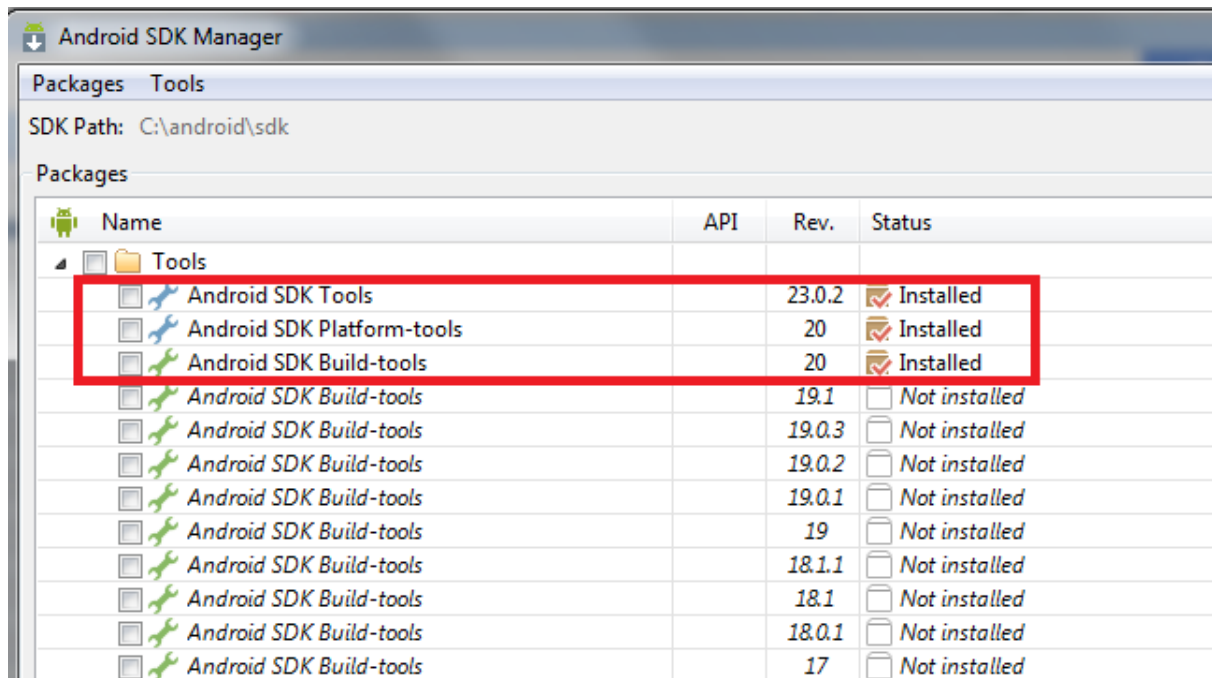 Android SDK Manager
Packages Tools
SDK Path: C:\android\sdk
Packages
Name API Rev. Status
Tools
Android SDK Tools 23.0.2 Installed
Android SDK Platform-tools 20 Installed
Android SDK Build-tools 20 Installed
Android SDK Build-tools 19.1 Not installed
Android SDK Build-tools 19.0.3 Not installed
Android SDK Build-tools 19.0.2 Not installed
Android SDK Build-tools 19.0.1 Not installed
Android SDK Build-tools 19 Not installed
Android SDK Build-tools 18.1.1 Not installed
Android SDK Build-tools 18.1 Not installed
Android SDK Build-tools 18.0.1 Not installed
Android SDK Build-tools 17 Not installed